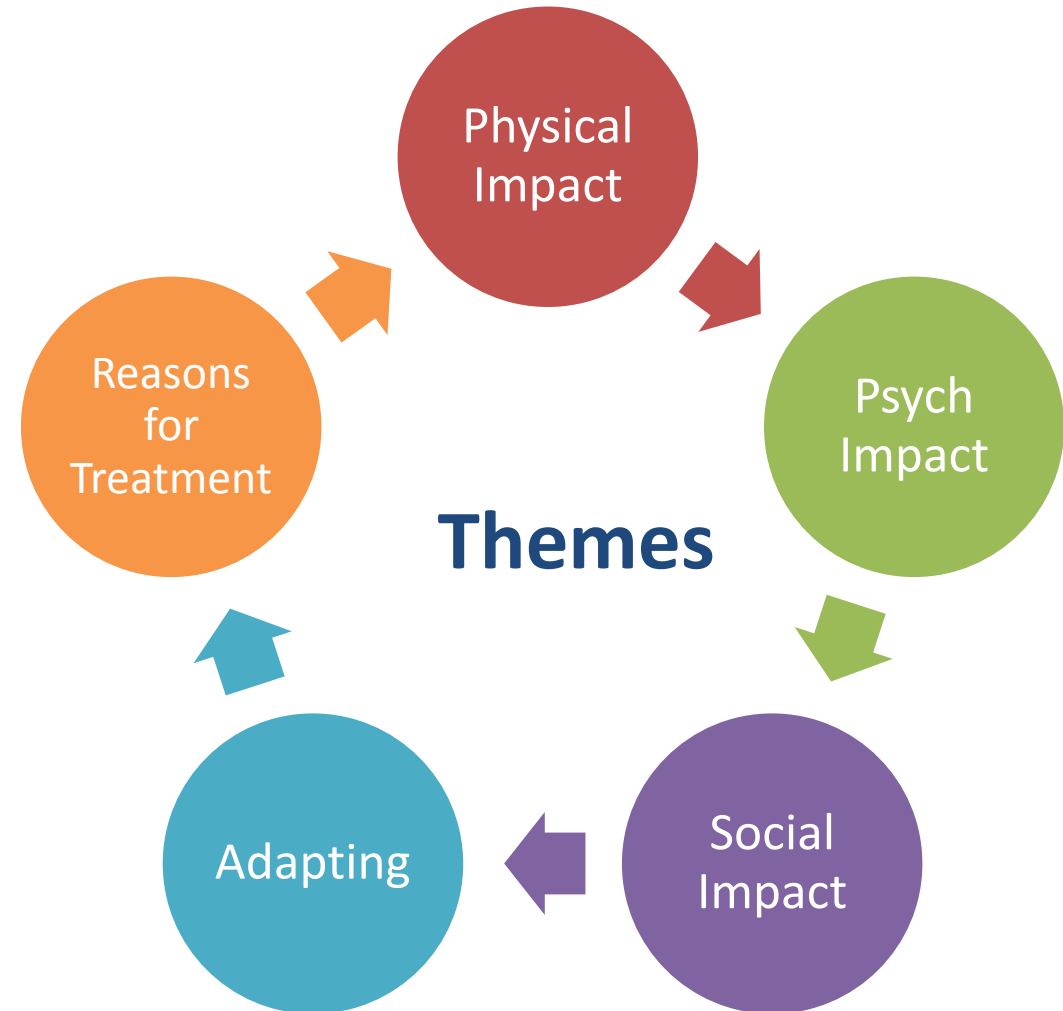 Physical
Impact
Psych
Impact
Social
Impact
Adapting
Reasons
for
Treatment
Themes